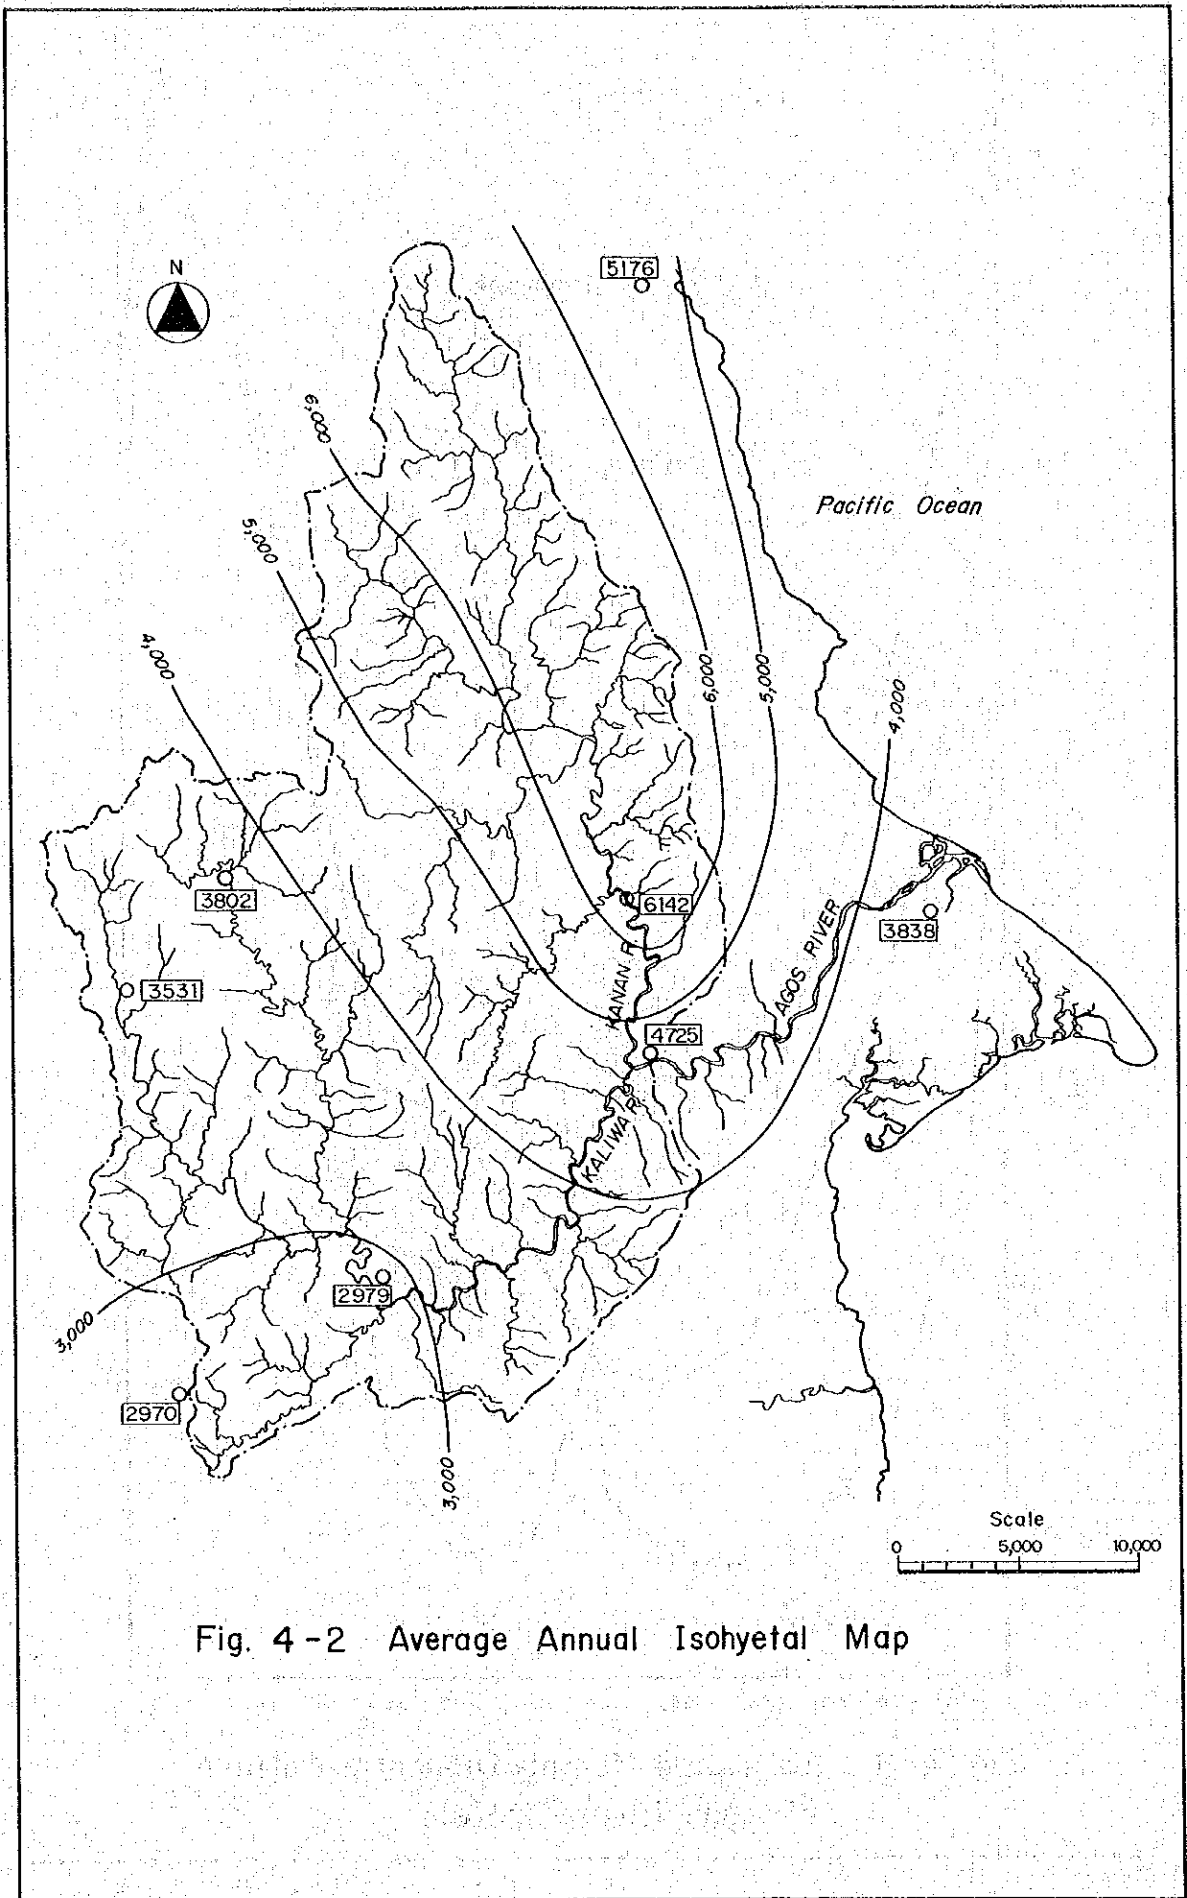 N
5176
6,000
Pacific Ocean
5,000
4,000
6,000
5,000
4,000
3802
6142
3838
AGOS RIVER
3531
KANAN R.
4725
KALIWA R.
2979
3,000
2970
3,000
Scale
0 5,000 10,000
Fig. 4-2 Average Annual Isohyetal Map